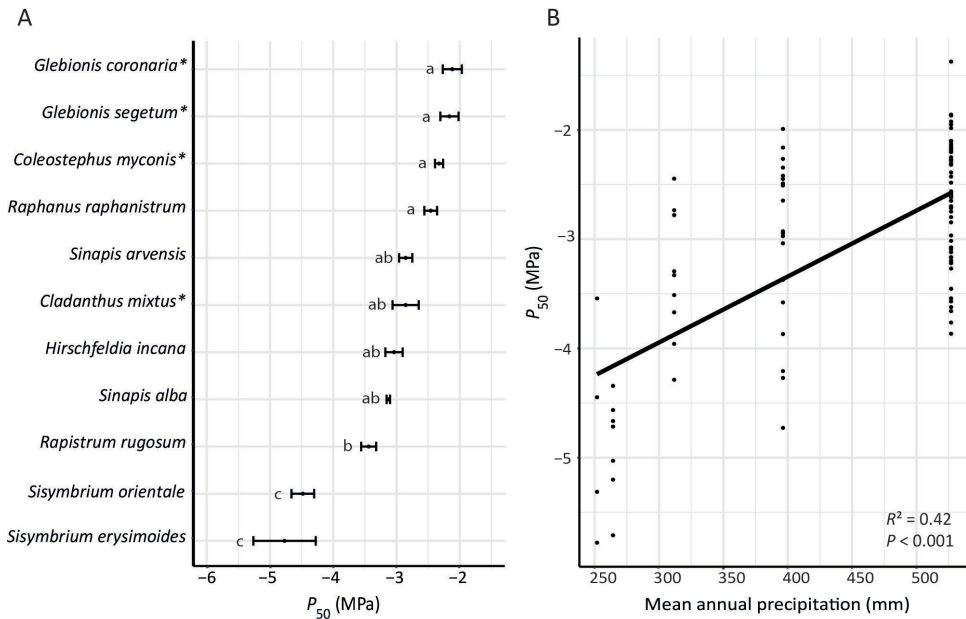 A
Glebionis coronaria*
a
Glebionis segetum*
a
Coleostephus myconis*
a
Raphanus raphanistrum
a
Sinapis arvensis
ab
Cladanthus mixtus*
ab
Hirschfeldia incana
ab
Sinapis alba
ab
Rapistrum rugosum
b
Sisymbrium orientale
c
Sisymbrium erysimoides
c
−6 −5 −4 −3 −2
P50 (MPa)
B
P50 (MPa)
−2
−3
−4
−5
R² = 0.42
P < 0.001
250 300 350 400 450 500
Mean annual precipitation (mm)